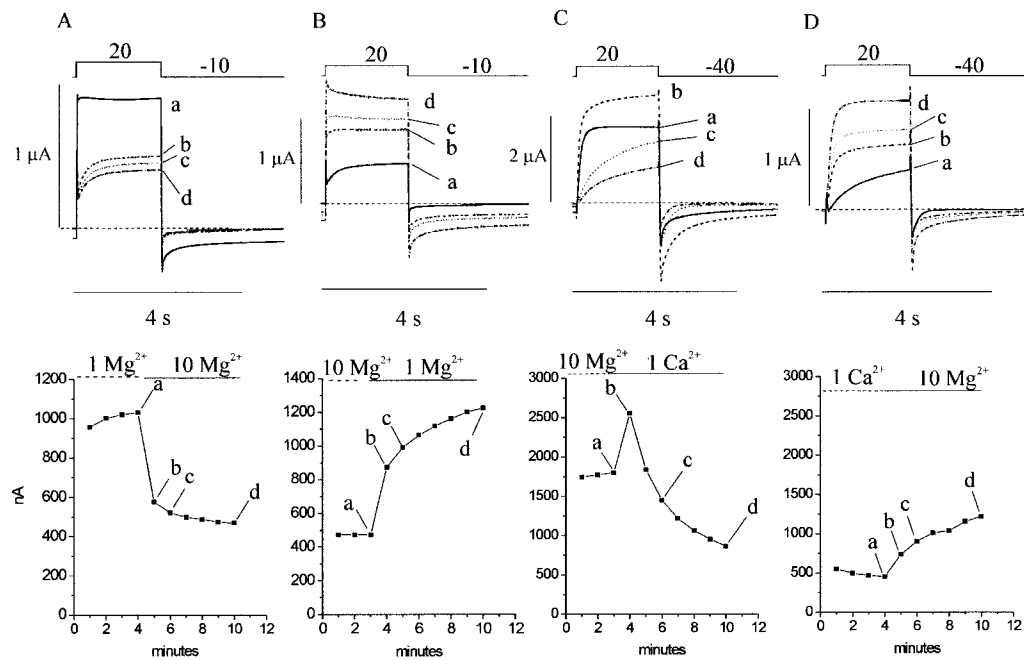 A B C D
20 20 20 20
-10 -10 -40 -40
a
b
c
d
1 µA
d
c
b
a
1 µA
b
a
c
d
2 µA
d
c
b
a
1 µA
4 s 4 s 4 s 4 s
1 Mg2+ 10 Mg2+
a
b
c
d
nA
1200
1000
800
600
400
200
0
0 2 4 6 8 10 12
minutes
10 Mg2+ 1 Mg2+
a
b
c
d
1400
1200
1000
800
600
400
200
0
0 2 4 6 8 10 12
minutes
10 Mg2+ 1 Ca2+
a
b
c
d
3000
2500
2000
1500
1000
500
0
0 2 4 6 8 10 12
minutes
1 Ca2+ 10 Mg2+
a
b
c
d
3000
2500
2000
1500
1000
500
0
0 2 4 6 8 10 12
minutes